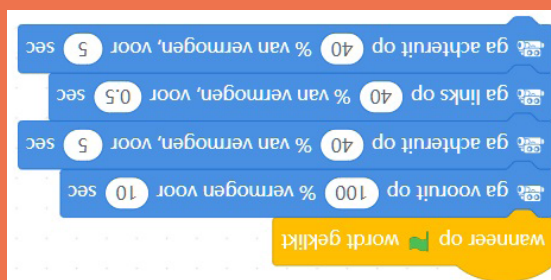 wanneer op wordt geklikt
ga vooruit op 100 % vermogen voor 10 sec
ga achteruit op 40 % van vermogen, voor 5 sec
ga links op 40 % van vermogen, voor 0.5 sec
ga achteruit op 40 % van vermogen, voor 5 sec